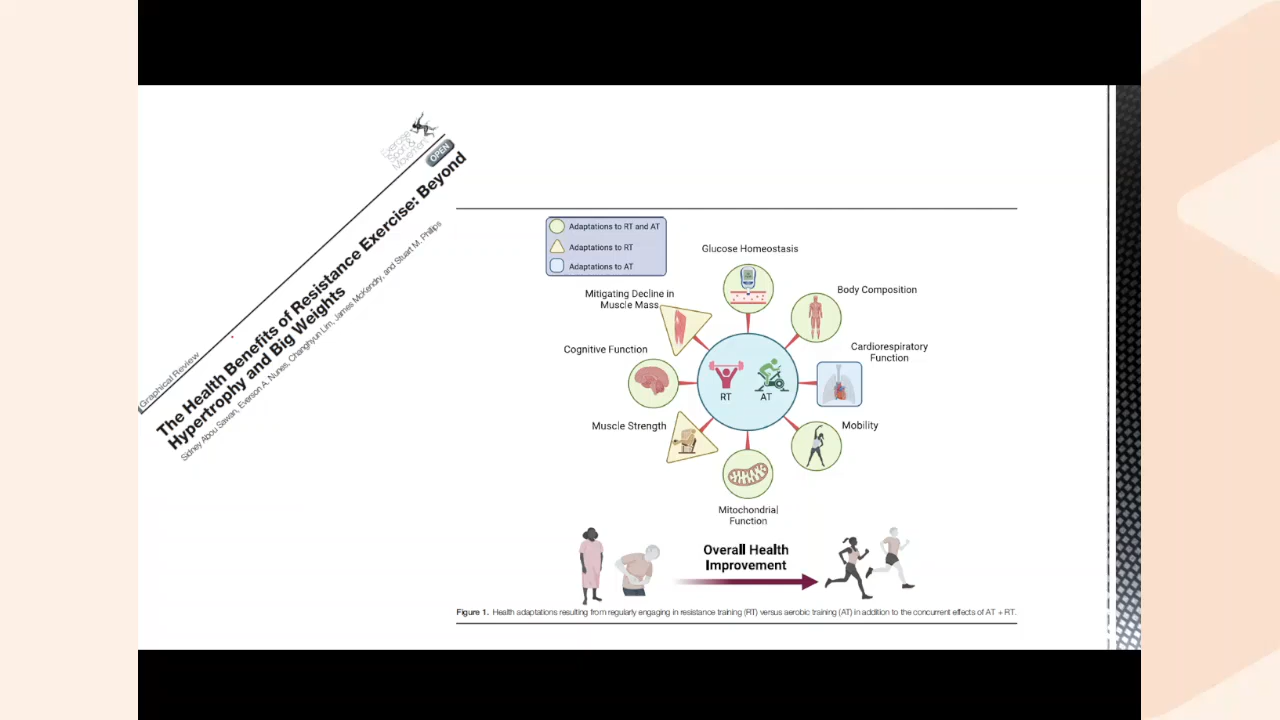 Exercise
Sport &
Movement
OPEN
Graphical Review
The Health Benefits of Resistance Exercise: Beyond
Hypertrophy and Big Weights
Sidney Abou Sawan, Everson A. Nunes, Changhyun Lim, James McKendry, and Stuart M. Phillips
Adaptations to RT and AT
Adaptations to RT
Adaptations to AT
Glucose Homeostasis
Mitigating Decline in
Muscle Mass
Body Composition
Cognitive Function
Cardiorespiratory
Function
RT
AT
Muscle Strength
Mobility
Mitochondrial
Function
Overall Health
Improvement
Figure 1. Health adaptations resulting from regularly engaging in resistance training (RT) versus aerobic training (AT) in addition to the concurrent effects of AT + RT.